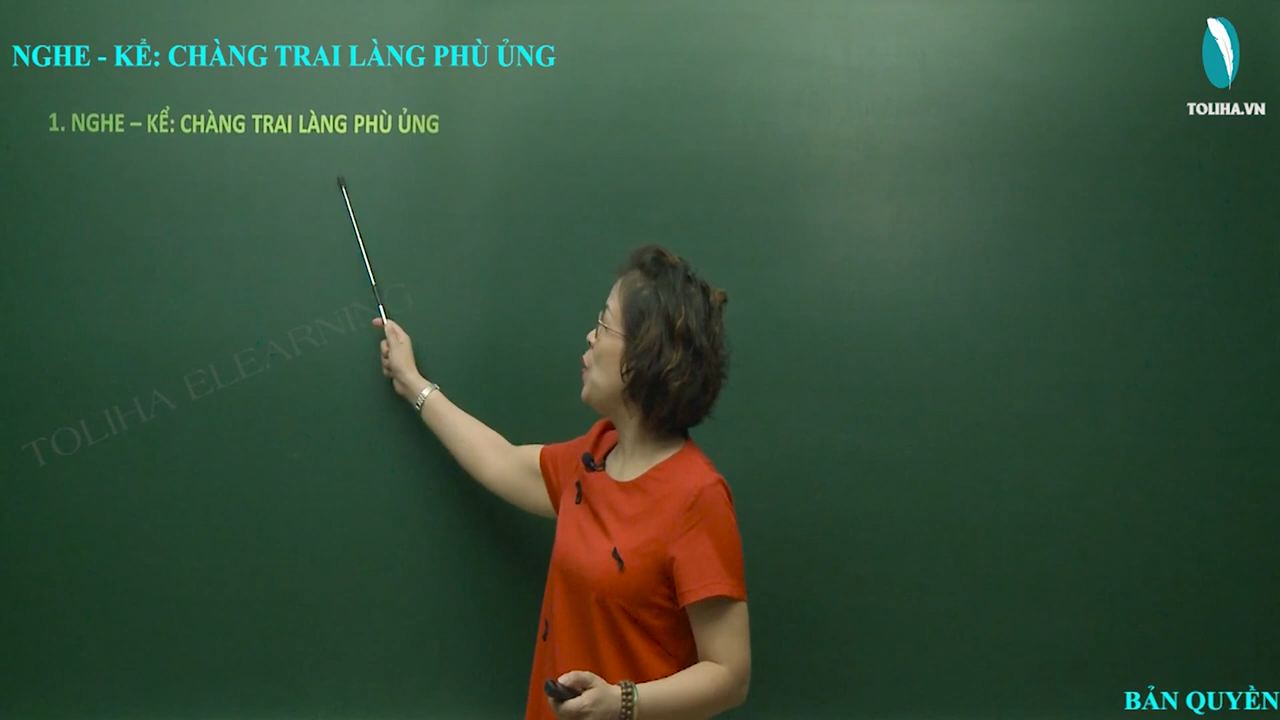 NGHE - KỂ: CHÀNG TRAI LÀNG PHÙ ỦNG
TOLIHA.VN
1. NGHE – KỂ: CHÀNG TRAI LÀNG PHÙ ỦNG
TOLIHA ELEARNING
BẢN QUYỀN